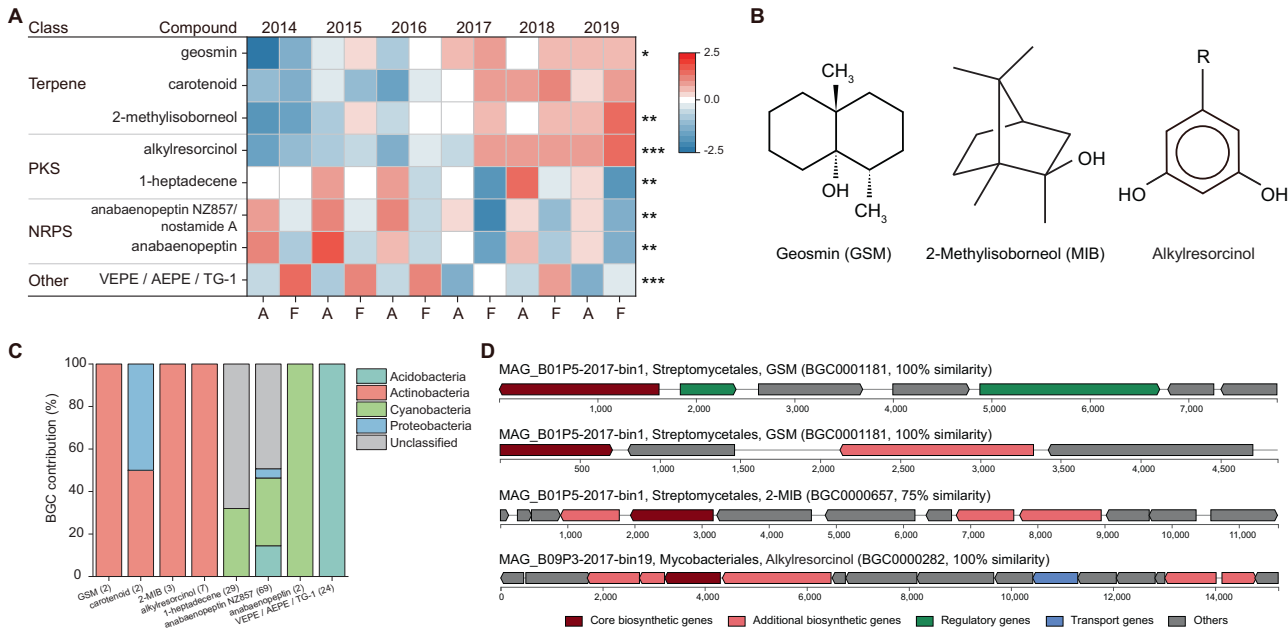 A
Class Compound 2014 2015 2016 2017 2018 2019
geosmin *
Terpene carotenoid
2-methylisoborneol **
alkylresorcinol ***
PKS
1-heptadecene **
anabaenopeptin NZ857/
nostamide A **
NRPS
anabaenopeptin **
Other VEPE / AEPE / TG-1 ***
A F A F A F A F A F A F
2.5
0.0
-2.5
B
CH3
OH
CH3
Geosmin (GSM)
OH
2-Methylisoborneol (MIB)
R
HO OH
Alkylresorcinol
C
BGC contribution (%)
100
80
60
40
20
0
GSM (2)
carotenoid (2)
2-MIB (3)
alkylresorcinol (7)
1-heptadecene (29)
anabaenopeptin NZ857 (69)
anabaenopeptin (2)
VEPE / AEPE / TG-1 (24)
Acidobacteria
Actinobacteria
Cyanobacteria
Proteobacteria
Unclassified
D
MAG_B01P5-2017-bin1, Streptomycetales, GSM (BGC0001181, 100% similarity)
1,000 2,000 3,000 4,000 5,000 6,000 7,000
MAG_B01P5-2017-bin1, Streptomycetales, GSM (BGC0001181, 100% similarity)
500 1,000 1,500 2,000 2,500 3,000 3,500 4,000 4,500
MAG_B01P5-2017-bin1, Streptomycetales, 2-MIB (BGC0000657, 75% similarity)
1,000 2,000 3,000 4,000 5,000 6,000 7,000 8,000 9,000 10,000 11,000
MAG_B09P3-2017-bin19, Mycobacteriales, Alkylresorcinol (BGC0000282, 100% similarity)
0 2,000 4,000 6,000 8,000 10,000 12,000 14,000
Core biosynthetic genes Additional biosynthetic genes Regulatory genes Transport genes Others